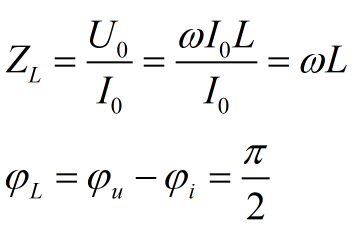 Z_L = U_0 / I_0 = ωI_0L / I_0 = ωL
φ_L = φ_u − φ_i = π / 2